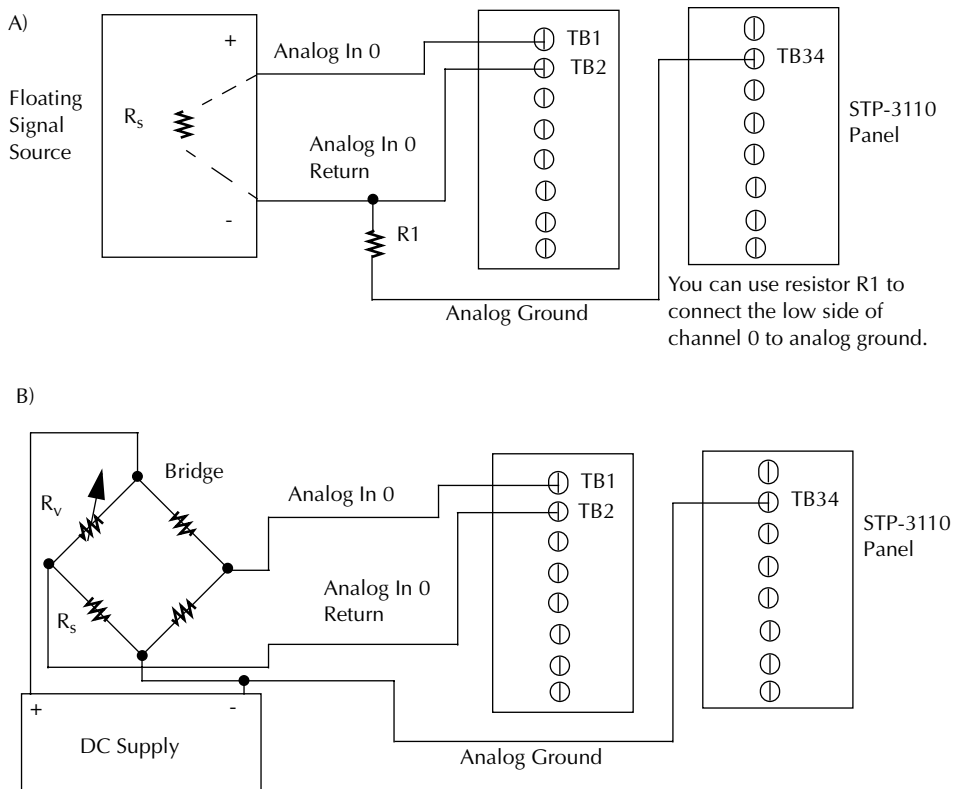 A)
+
Analog In 0
TB1
TB2
TB34
Floating
Signal
Source
Rs
STP-3110
Panel
Analog In 0
Return
-
R1
Analog Ground
You can use resistor R1 to
connect the low side of
channel 0 to analog ground.
B)
Bridge
Rv
Analog In 0
TB1
TB2
TB34
STP-3110
Panel
Analog In 0
Return
Rs
+
-
DC Supply
Analog Ground